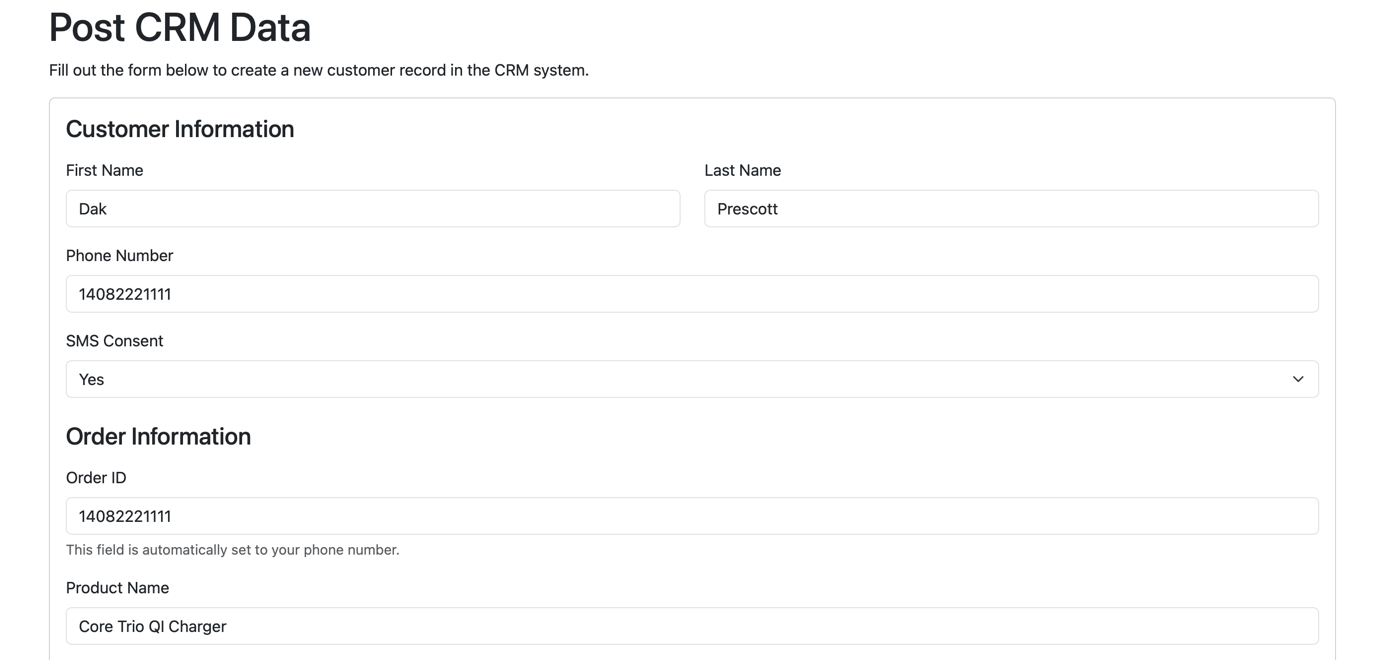 Post CRM Data
Fill out the form below to create a new customer record in the CRM system.
Customer Information
First Name
Last Name
Dak
Prescott
Phone Number
14082221111
SMS Consent
Yes
Order Information
Order ID
14082221111
This field is automatically set to your phone number.
Product Name
Core Trio QI Charger